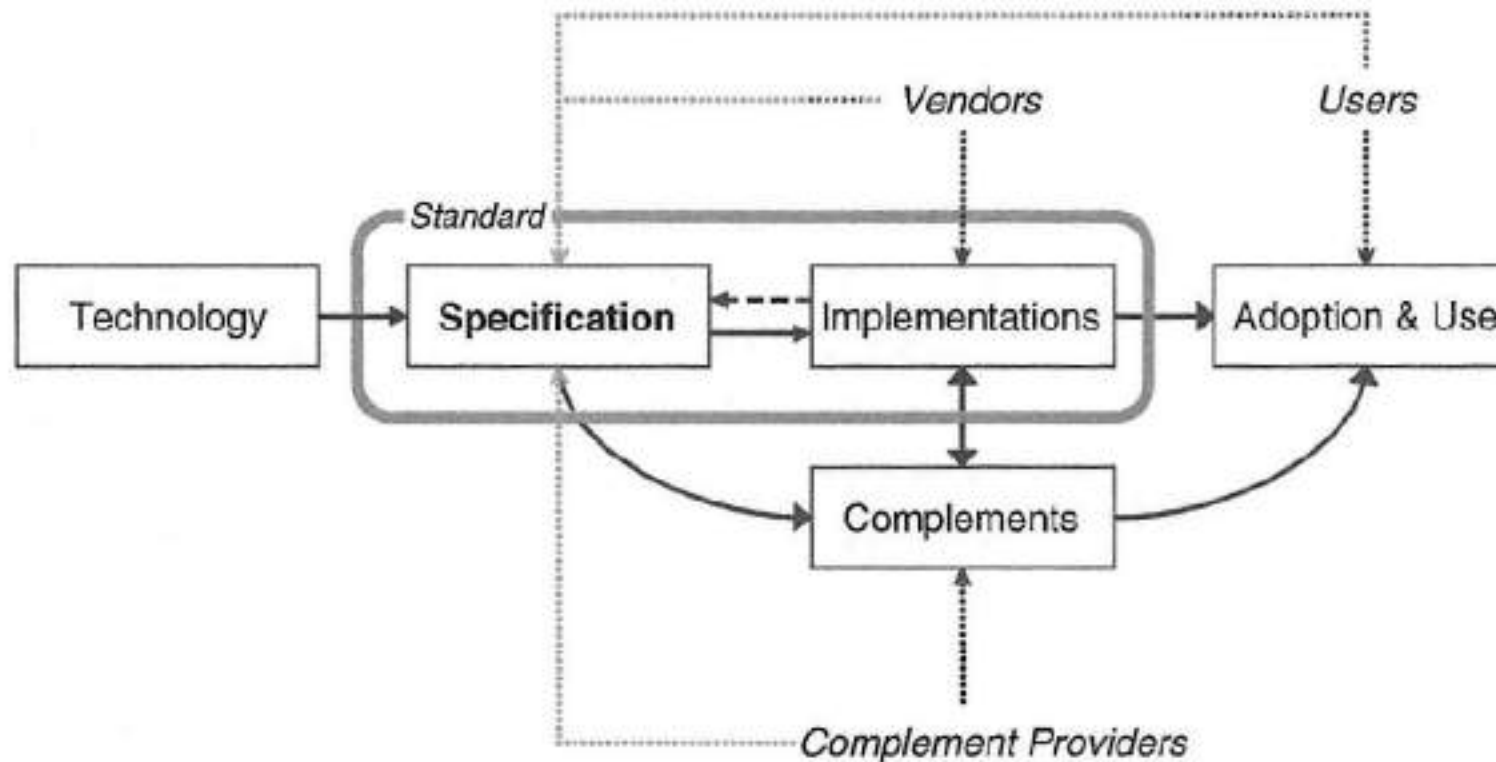 Vendors
Users
Standard
Technology
Specification
Implementations
Adoption & Use
Complements
Complement Providers